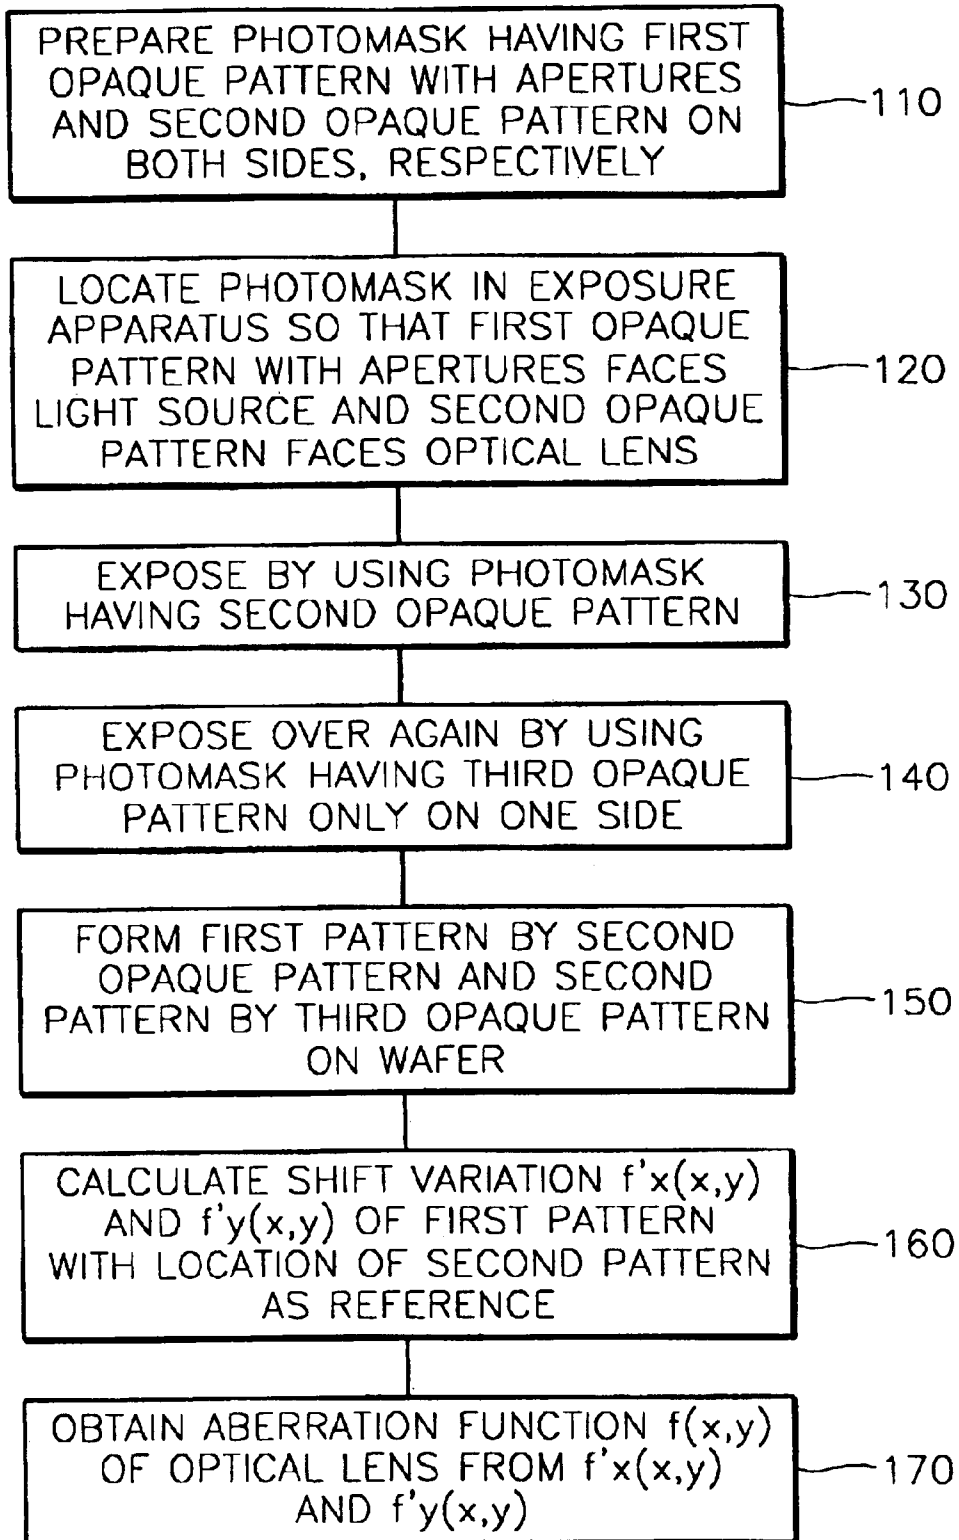 PREPARE PHOTOMASK HAVING FIRST
OPAQUE PATTERN WITH APERTURES
AND SECOND OPAQUE PATTERN ON
BOTH SIDES, RESPECTIVELY
110
LOCATE PHOTOMASK IN EXPOSURE
APPARATUS SO THAT FIRST OPAQUE
PATTERN WITH APERTURES FACES
LIGHT SOURCE AND SECOND OPAQUE
PATTERN FACES OPTICAL LENS
120
EXPOSE BY USING PHOTOMASK
HAVING SECOND OPAQUE PATTERN
130
EXPOSE OVER AGAIN BY USING
PHOTOMASK HAVING THIRD OPAQUE
PATTERN ONLY ON ONE SIDE
140
FORM FIRST PATTERN BY SECOND
OPAQUE PATTERN AND SECOND
PATTERN BY THIRD OPAQUE PATTERN
ON WAFER
150
CALCULATE SHIFT VARIATION f'x(x,y)
AND f'y(x,y) OF FIRST PATTERN
WITH LOCATION OF SECOND PATTERN
AS REFERENCE
160
OBTAIN ABERRATION FUNCTION f(x,y)
OF OPTICAL LENS FROM f'x(x,y)
AND f'y(x,y)
170